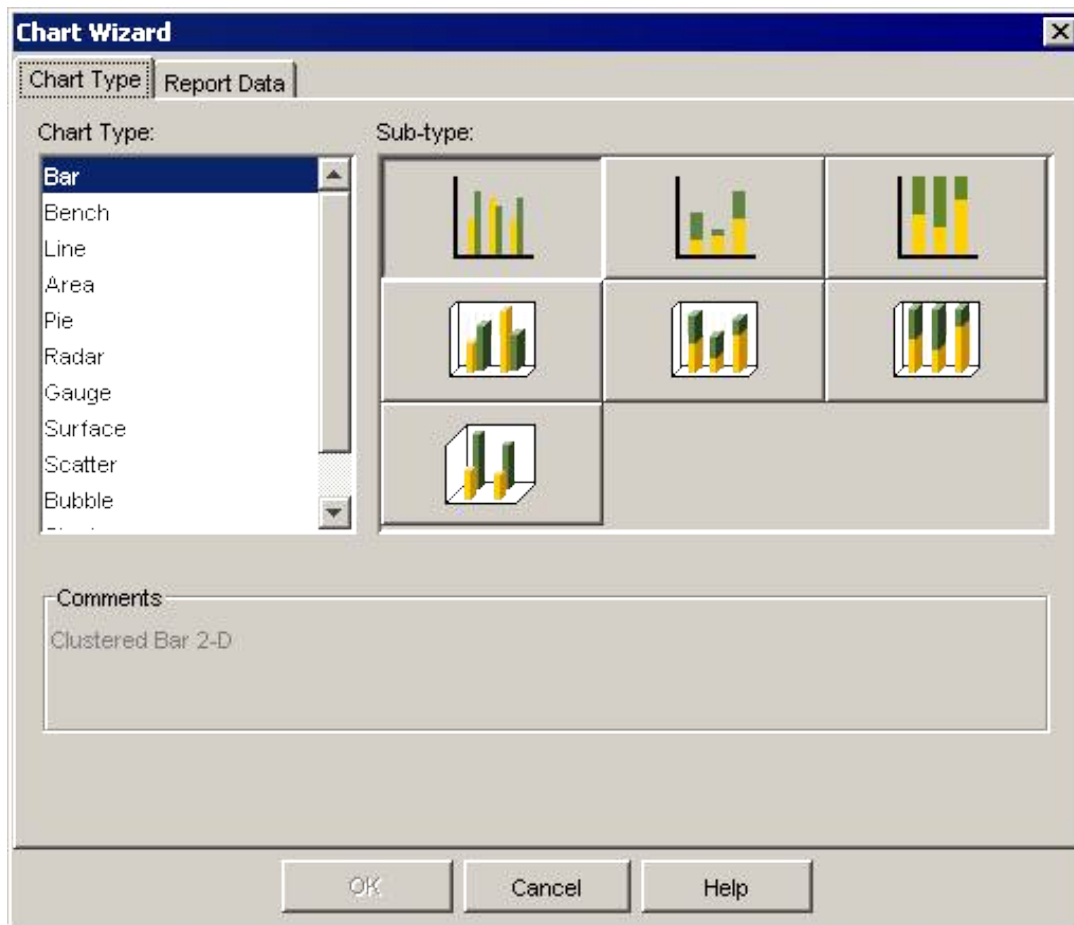 Chart Wizard
Chart Type Report Data
Chart Type: Sub-type:
Bar
Bench
Line
Area
Pie
Radar
Gauge
Surface
Scatter
Bubble
Comments
Clustered Bar 2-D
OK Cancel Help